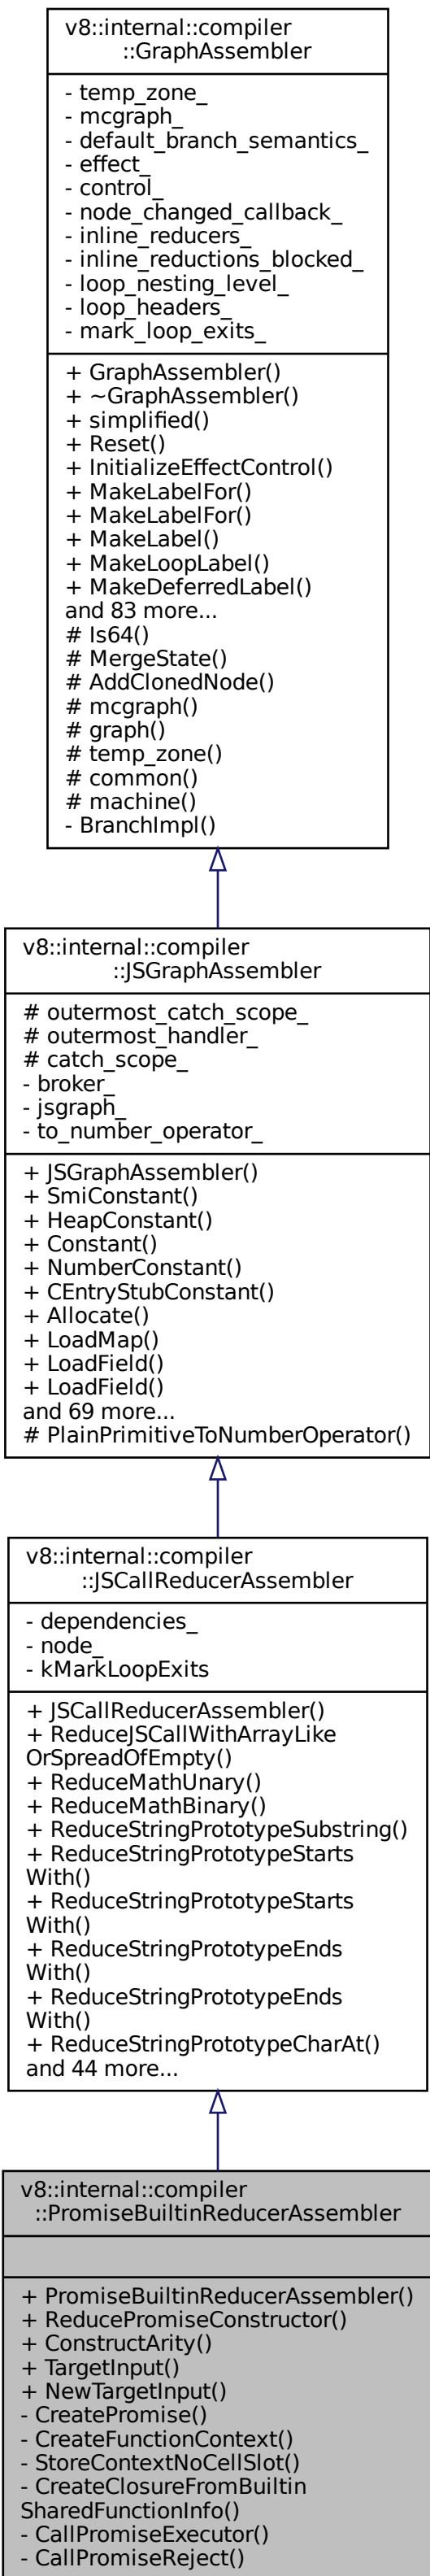 v8::internal::compiler
::GraphAssembler
- temp_zone_
- mcgraph_
- default_branch_semantics_
- effect_
- control_
- node_changed_callback_
- inline_reducers_
- inline_reductions_blocked_
- loop_nesting_level_
- loop_headers_
- mark_loop_exits_
+ GraphAssembler()
+ ~GraphAssembler()
+ simplified()
+ Reset()
+ InitializeEffectControl()
+ MakeLabelFor()
+ MakeLabelFor()
+ MakeLabel()
+ MakeLoopLabel()
+ MakeDeferredLabel()
and 83 more...
# Is64()
# MergeState()
# AddClonedNode()
# mcgraph()
# graph()
# temp_zone()
# common()
# machine()
- BranchImpl()
v8::internal::compiler
::JSGraphAssembler
# outermost_catch_scope_
# outermost_handler_
# catch_scope_
- broker_
- jsgraph_
- to_number_operator_
+ JSGraphAssembler()
+ SmiConstant()
+ HeapConstant()
+ Constant()
+ NumberConstant()
+ CEntryStubConstant()
+ Allocate()
+ LoadMap()
+ LoadField()
+ LoadField()
and 69 more...
# PlainPrimitiveToNumberOperator()
v8::internal::compiler
::JSCallReducerAssembler
- dependencies_
- node_
- kMarkLoopExits
+ JSCallReducerAssembler()
+ ReduceJSCallWithArrayLike
OrSpreadOfEmpty()
+ ReduceMathUnary()
+ ReduceMathBinary()
+ ReduceStringPrototypeSubstring()
+ ReduceStringPrototypeStarts
With()
+ ReduceStringPrototypeStarts
With()
+ ReduceStringPrototypeEnds
With()
+ ReduceStringPrototypeEnds
With()
+ ReduceStringPrototypeCharAt()
and 44 more...
v8::internal::compiler
::PromiseBuiltinReducerAssembler
+ PromiseBuiltinReducerAssembler()
+ ReducePromiseConstructor()
+ ConstructArity()
+ TargetInput()
+ NewTargetInput()
- CreatePromise()
- CreateFunctionContext()
- StoreContextNoCellSlot()
- CreateClosureFromBuiltin
SharedFunctionInfo()
- CallPromiseExecutor()
- CallPromiseReject()